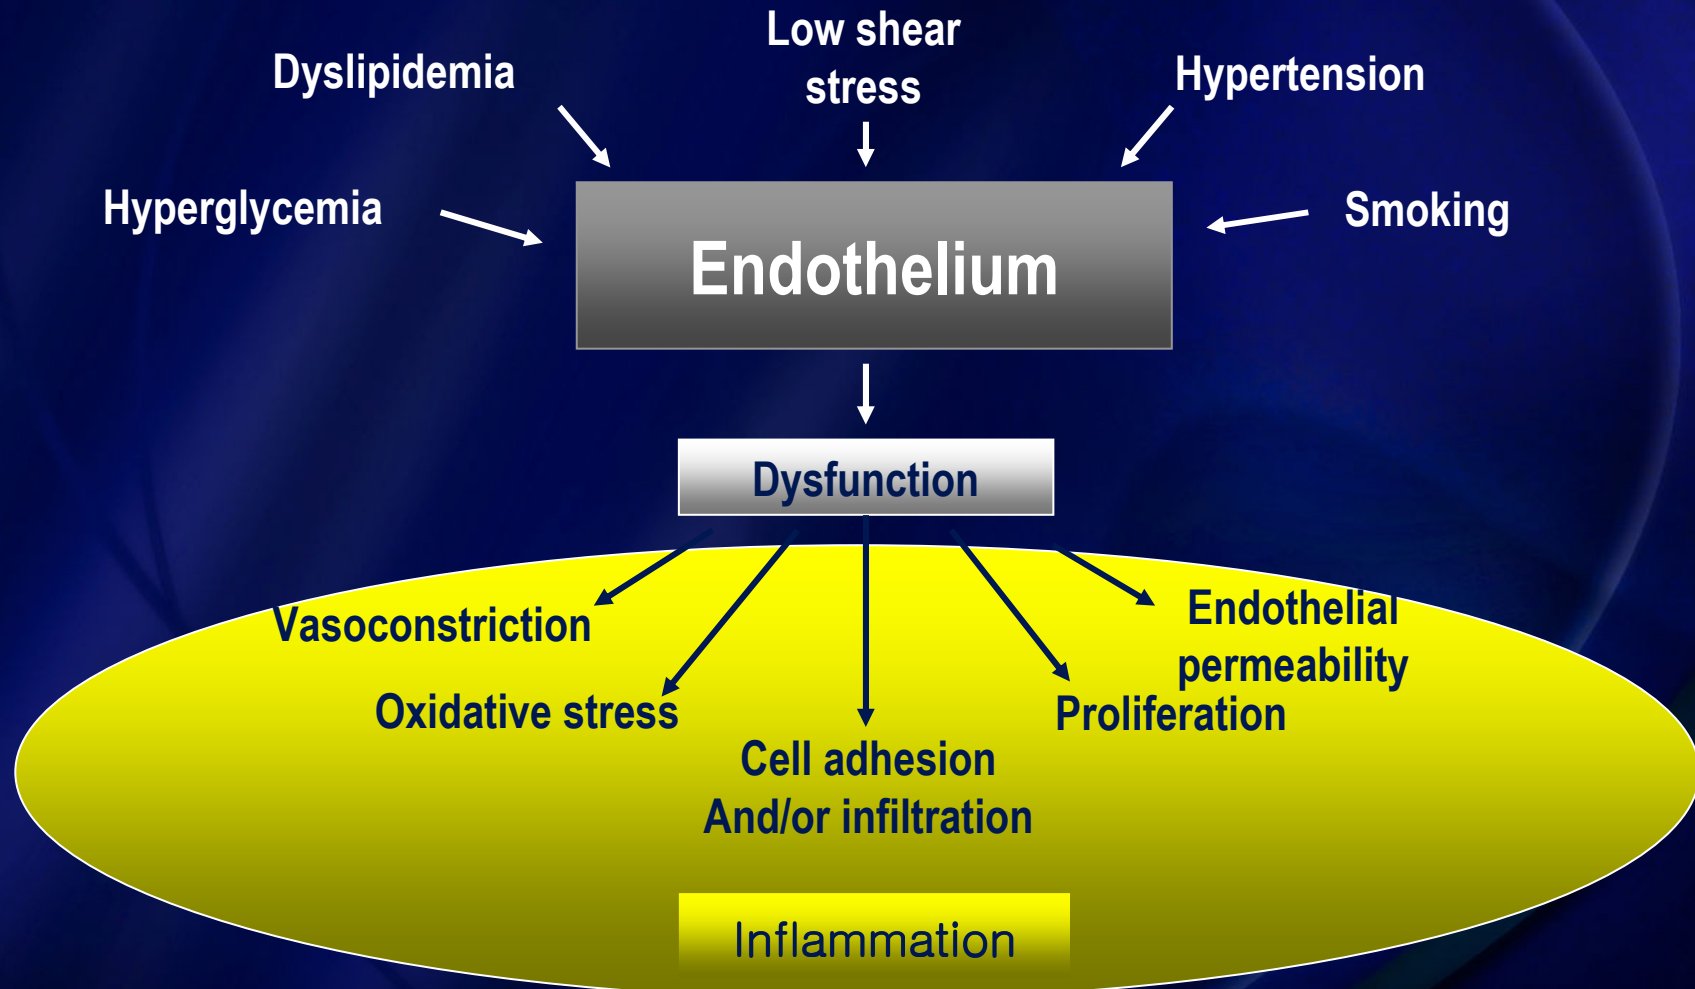 Low shear
stress
Dyslipidemia
Hypertension
Hyperglycemia
Smoking
Endothelium
Dysfunction
Vasoconstriction
Endothelial
permeability
Oxidative stress
Proliferation
Cell adhesion
And/or infiltration
Inflammation